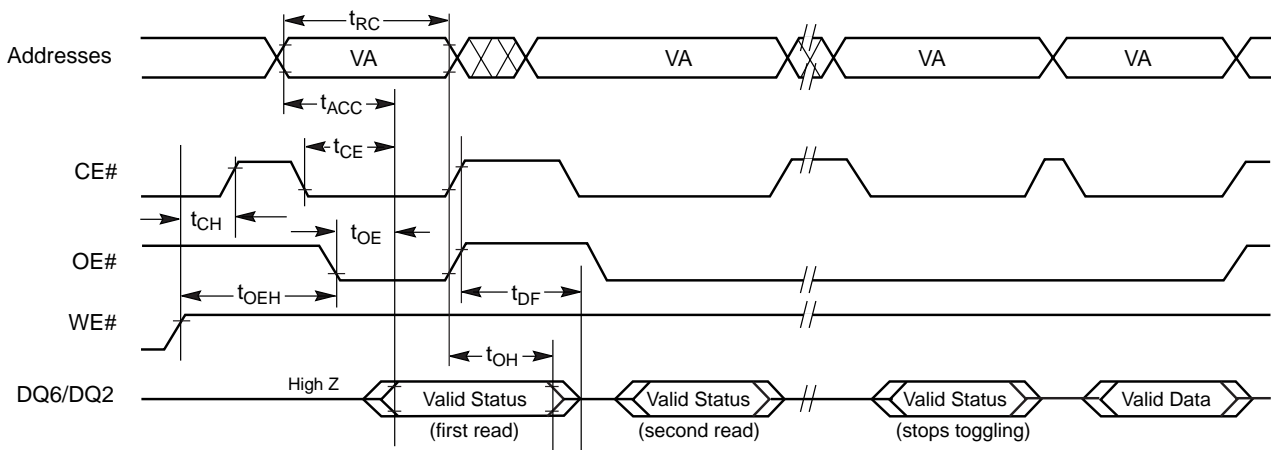 tRC
Addresses VA VA VA VA
tACC
tCE
CE#
tCH tOE
OE#
tOEH tDF
WE#
tOH
High Z
DQ6/DQ2 Valid Status Valid Status Valid Status Valid Data
(first read) (second read) (stops toggling)